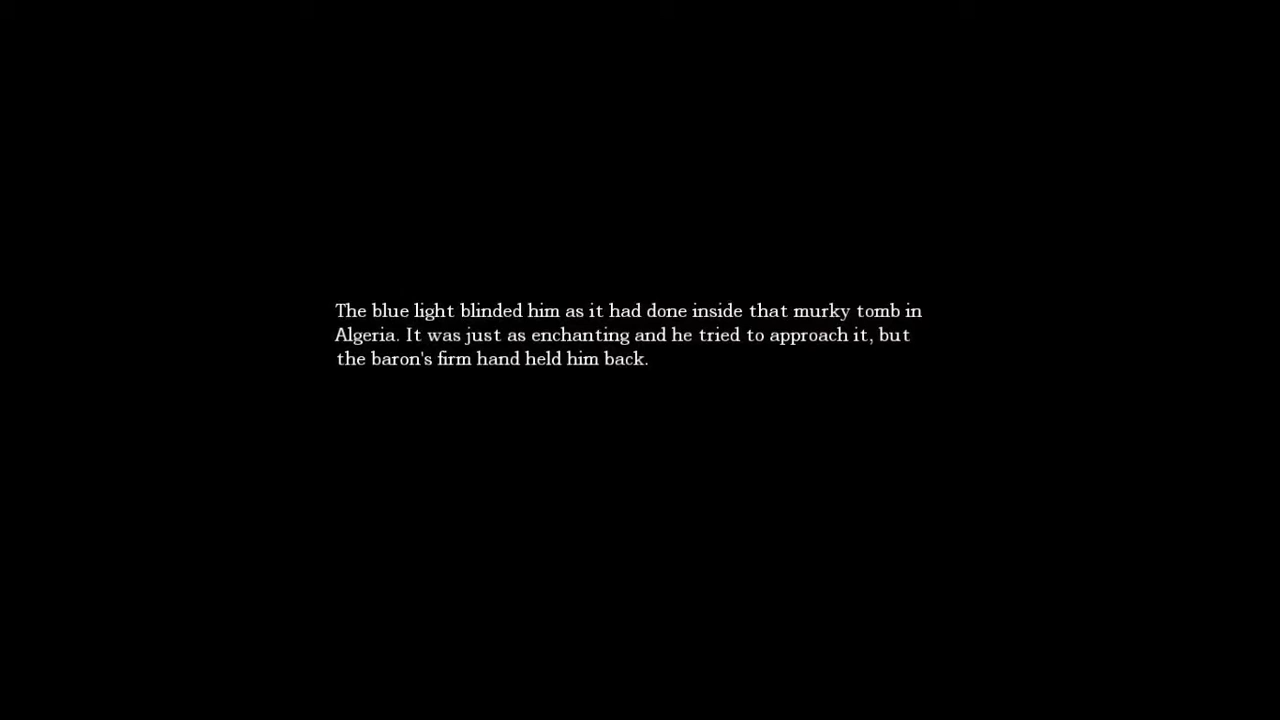 The blue light blinded him as it had done inside that murky tomb in
Algeria. It was just as enchanting and he tried to approach it, but
the baron's firm hand held him back.